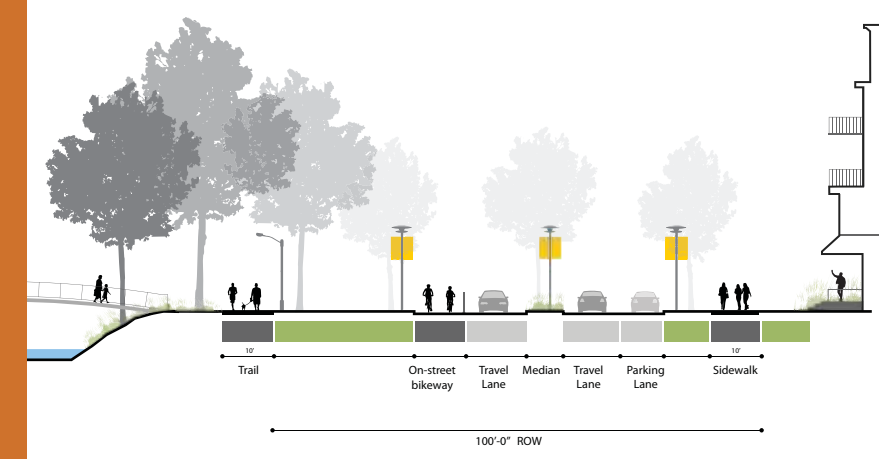 10'
10'
Trail
On-street
bikeway
Travel
Lane
Median
Travel
Lane
Parking
Lane
Sidewalk
100’-0” ROW